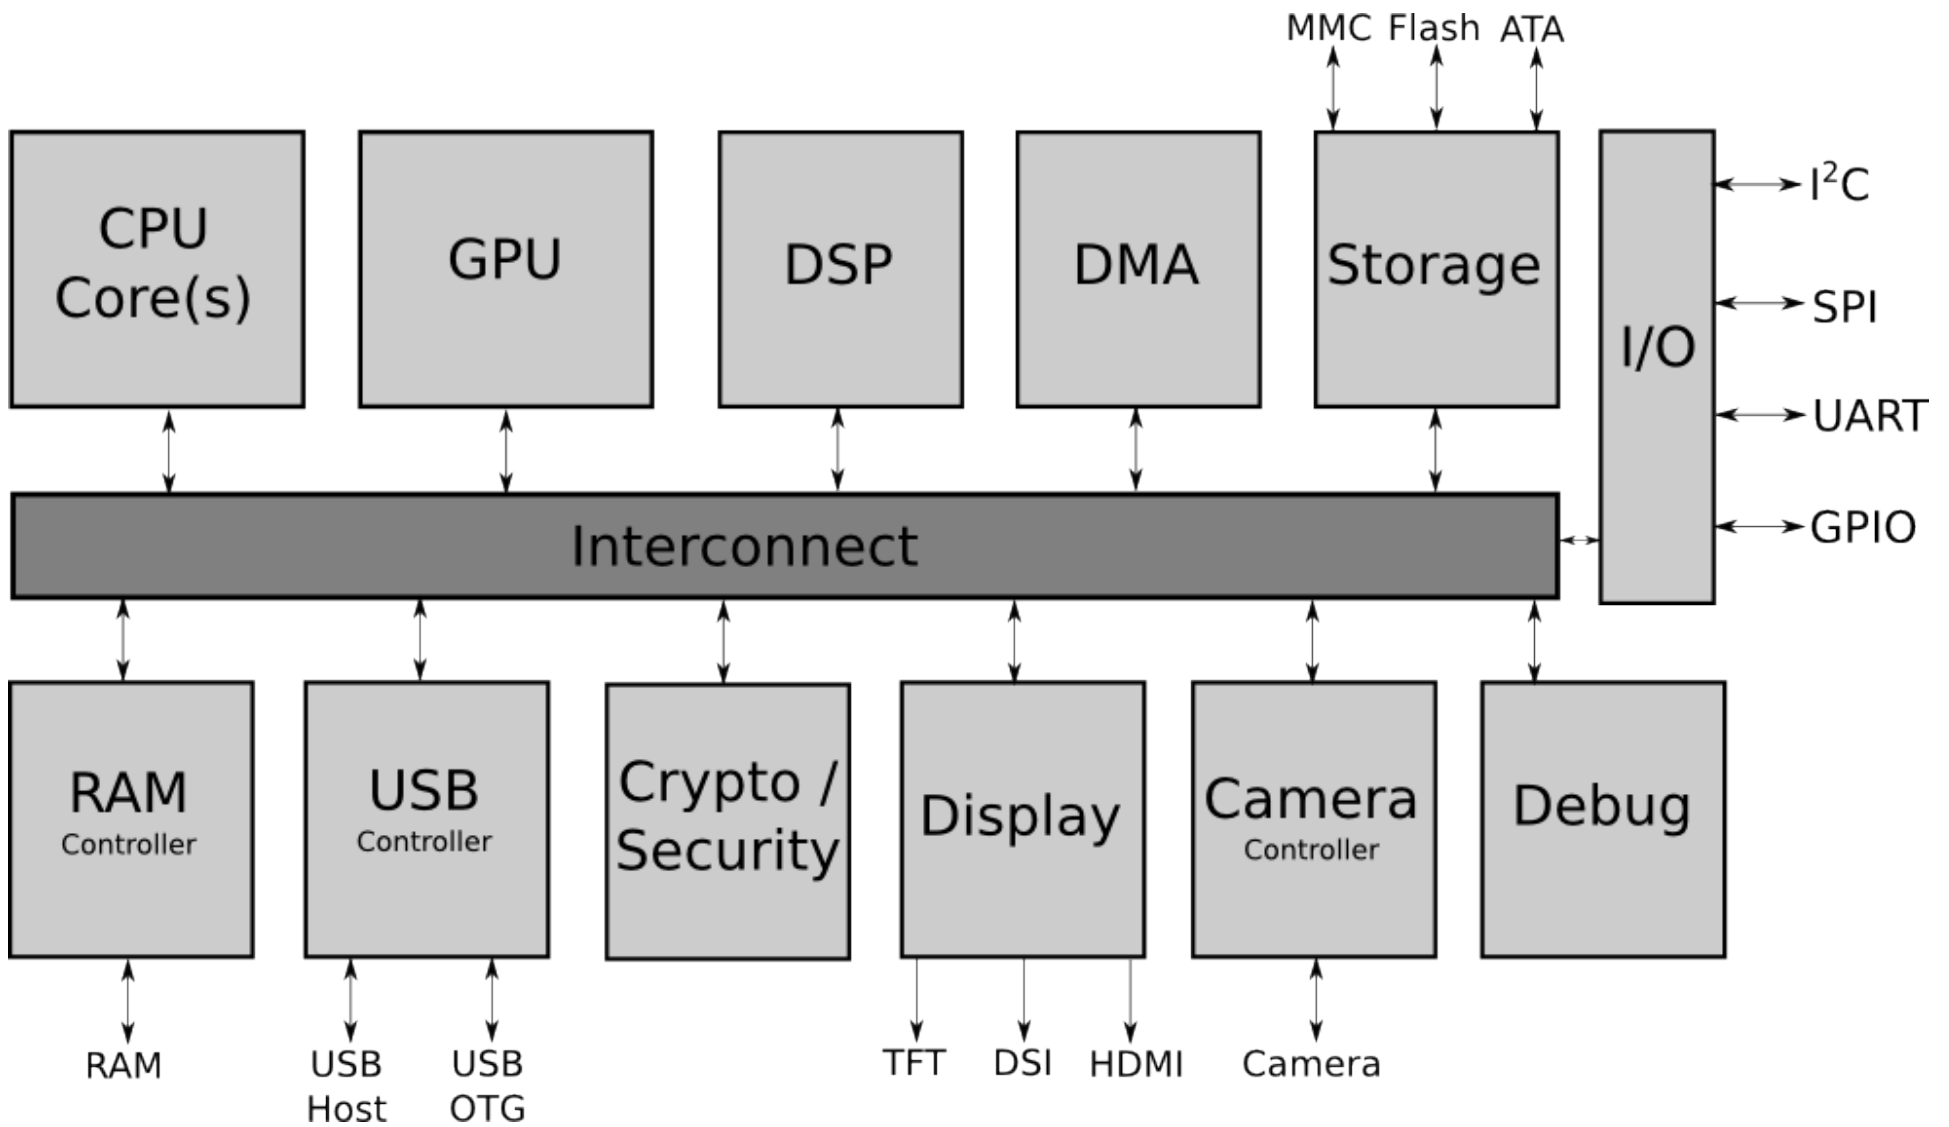 MMC Flash ATA
CPU
Core(s)
GPU
DSP
DMA
Storage
I/O
I²C
SPI
UART
GPIO
Interconnect
RAM
Controller
USB
Controller
Crypto /
Security
Display
Camera
Controller
Debug
RAM
USB
Host
USB
OTG
TFT
DSI
HDMI
Camera